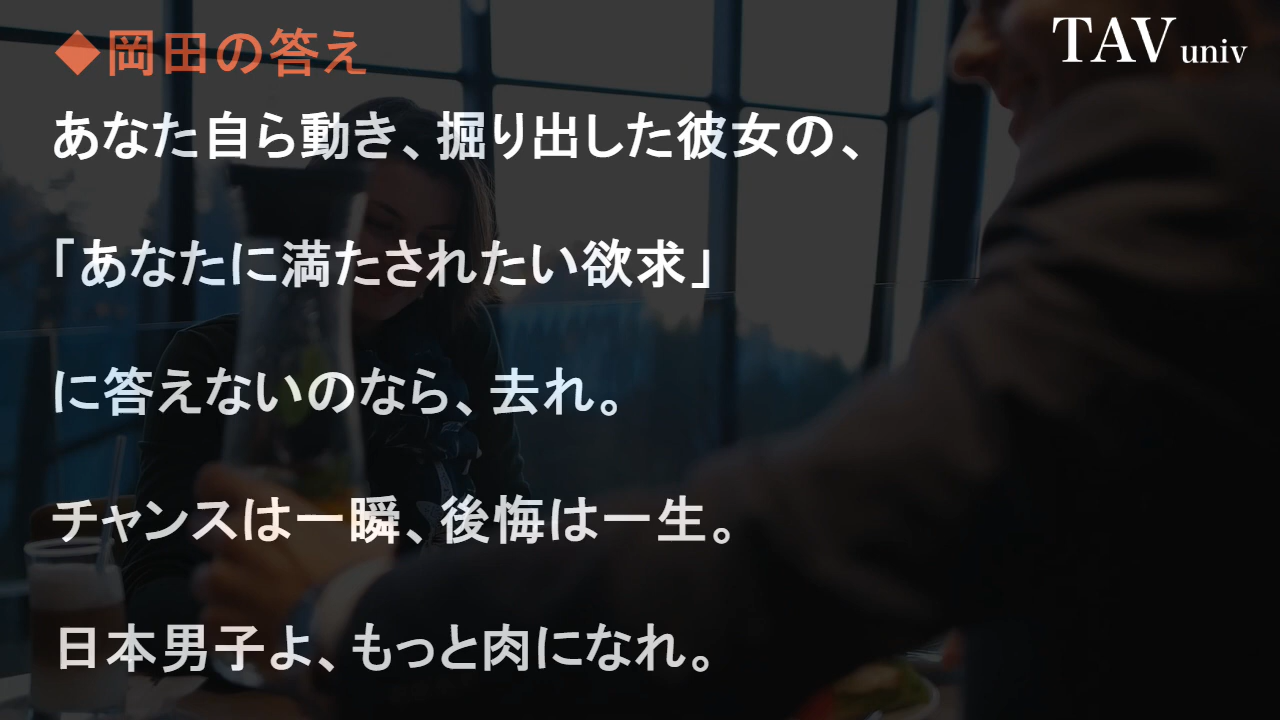 ◆岡田の答え
TAV univ
あなた自ら動き、掘り出した彼女の、
「あなたに満たされたい欲求」
に答えないのなら、去れ。
チャンスは一瞬、後悔は一生。
日本男子よ、もっと肉になれ。